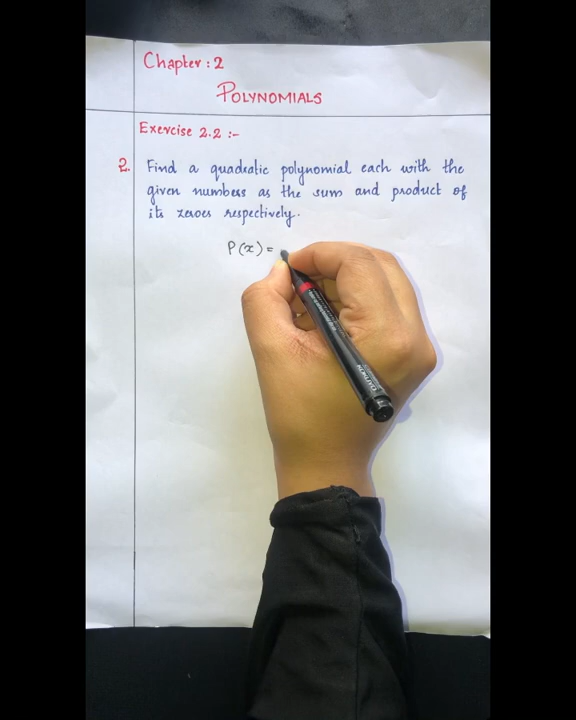 Chapter : 2
POLYNOMIALS
Exercise 2.2 :-
2. Find a quadratic polynomial each with the
given numbers as the sum and product of
its zeroes respectively.
P(x) =